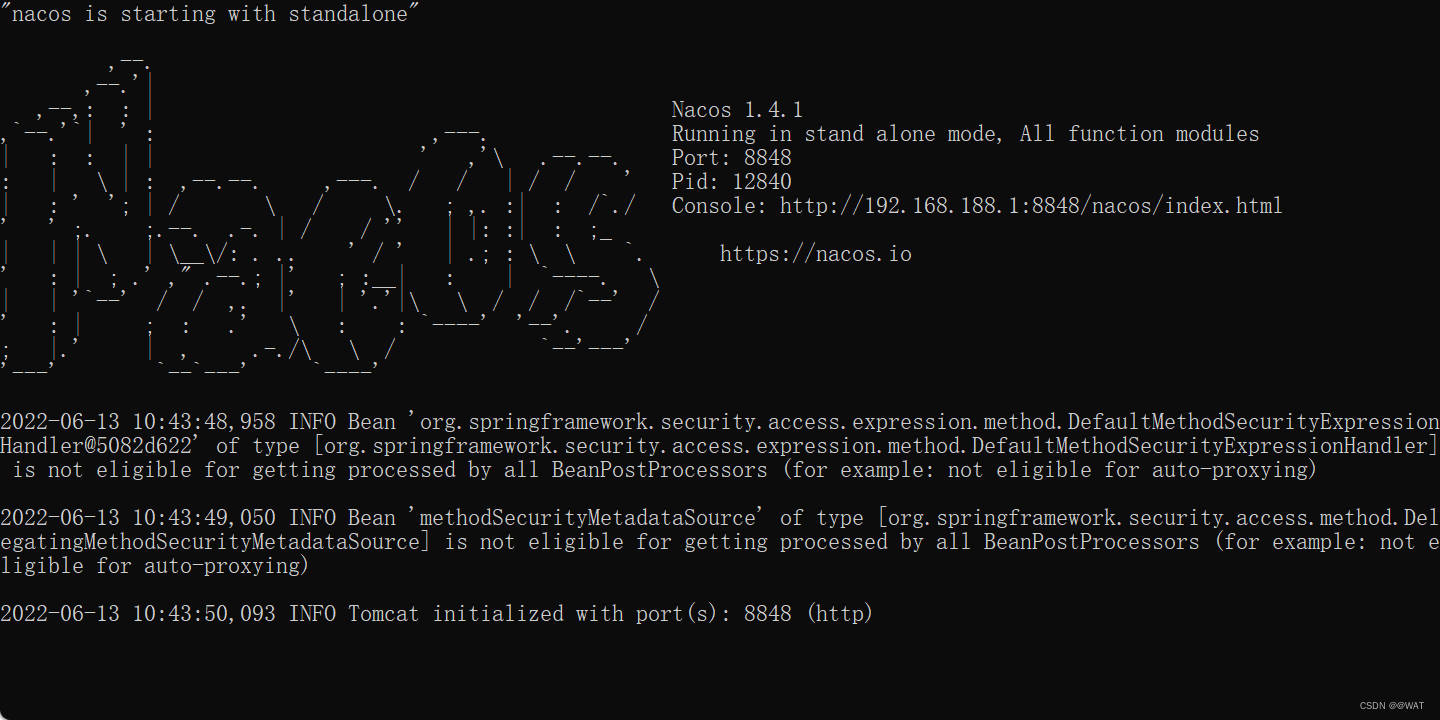 "nacos is starting with standalone"
Nacos 1.4.1
Running in stand alone mode, All function modules
Port: 8848
Pid: 12840
Console: http://192.168.188.1:8848/nacos/index.html
https://nacos.io
2022-06-13 10:43:48,958 INFO Bean 'org.springframework.security.access.expression.method.DefaultMethodSecurityExpression
Handler@5082d622' of type [org.springframework.security.access.expression.method.DefaultMethodSecurityExpressionHandler]
is not eligible for getting processed by all BeanPostProcessors (for example: not eligible for auto-proxying)
2022-06-13 10:43:49,050 INFO Bean 'methodSecurityMetadataSource' of type [org.springframework.security.access.method.Del
egatingMethodSecurityMetadataSource] is not eligible for getting processed by all BeanPostProcessors (for example: not e
ligible for auto-proxying)
2022-06-13 10:43:50,093 INFO Tomcat initialized with port(s): 8848 (http)
CSDN @@WAT